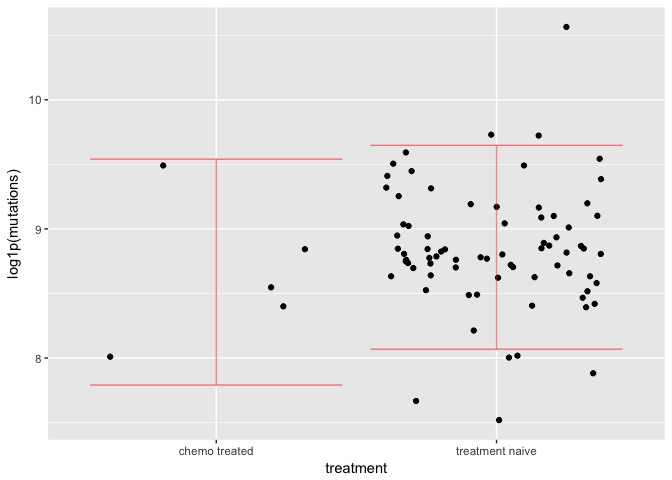 10
9
8
log1p(mutations)
chemo treated
treatment naive
treatment